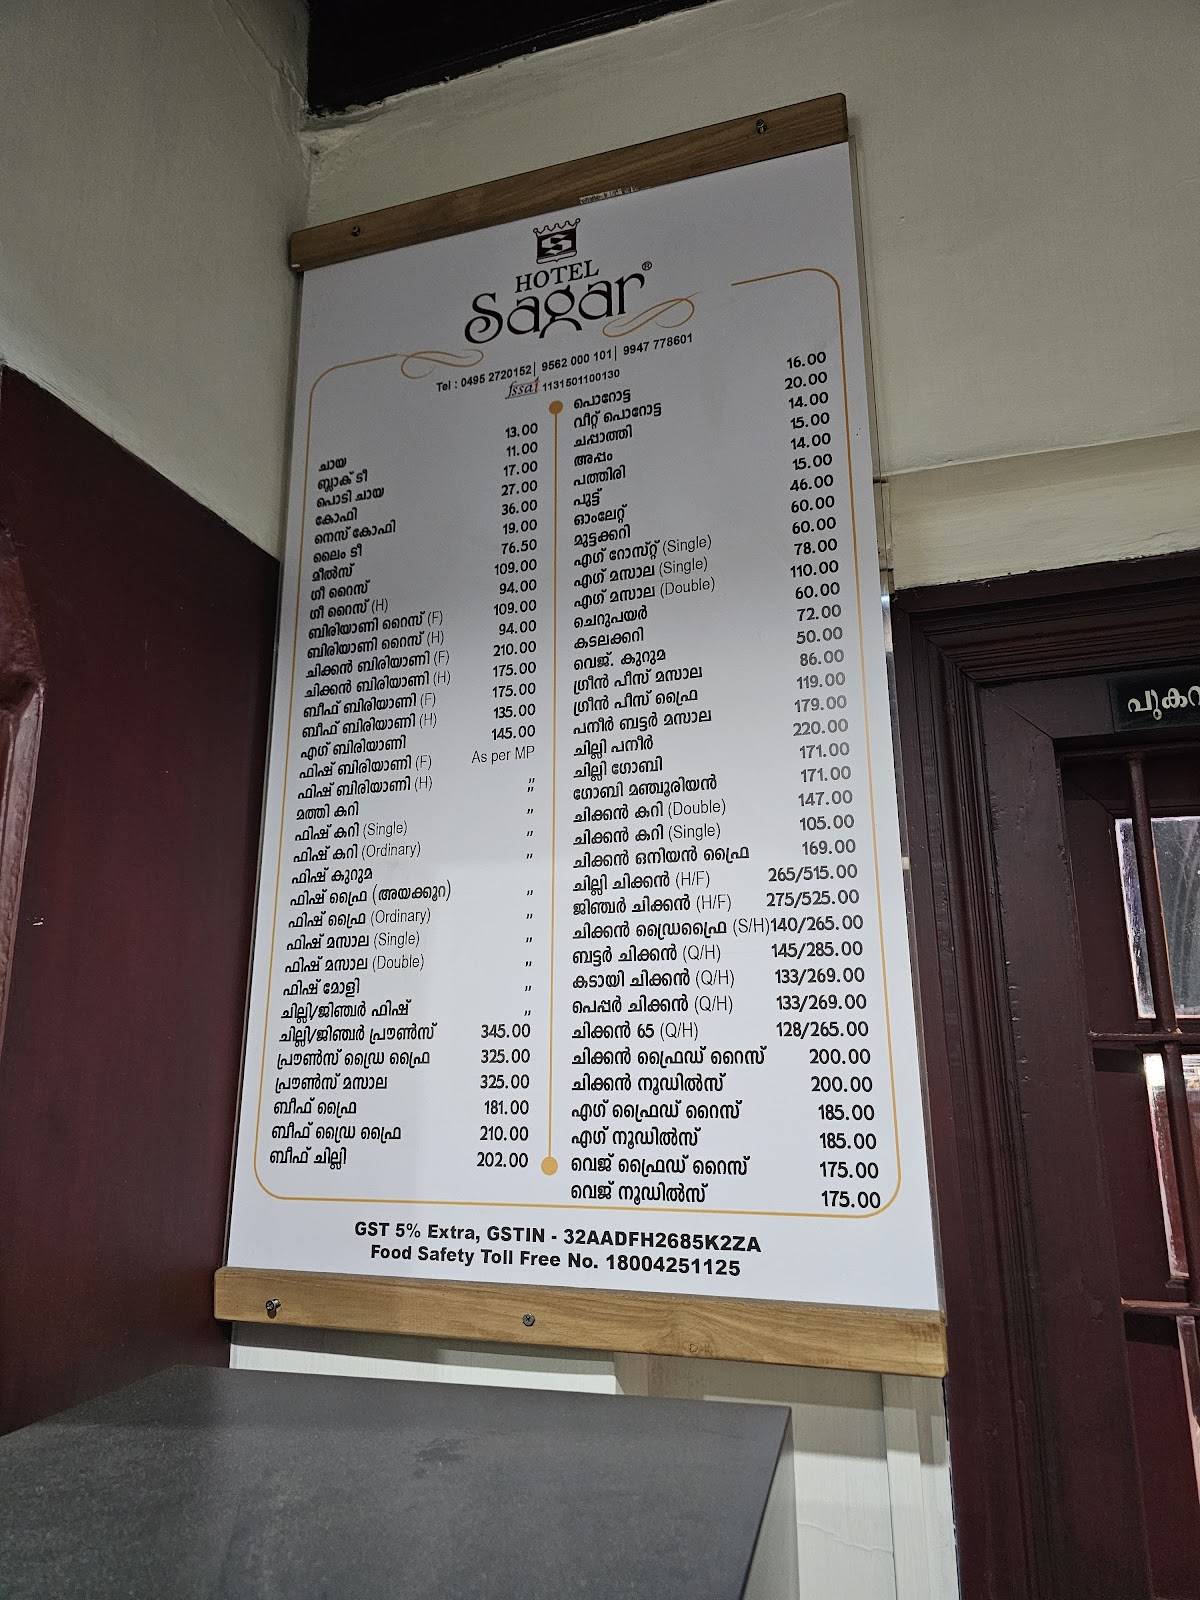 HOTEL
Sagar®
Tel : 0495 2720152| 9562 000 101| 9947 778601
fssai 1131501100130
ചായ 13.00
ബ്ലാക് ടീ 11.00
പൊടി ചായ 17.00
കോഫി 27.00
നെസ് കോഫി 36.00
ലൈം ടീ 19.00
മീൽസ് 76.50
ഗീ റൈസ് 109.00
ഗീ റൈസ് (H) 94.00
ബിരിയാണി റൈസ് (F) 109.00
ബിരിയാണി റൈസ് (H) 94.00
ചിക്കൻ ബിരിയാണി (F) 210.00
ചിക്കൻ ബിരിയാണി (H) 175.00
ബീഫ് ബിരിയാണി (F) 175.00
ബീഫ് ബിരിയാണി (H) 135.00
എഗ് ബിരിയാണി 145.00
ഫിഷ് ബിരിയാണി (F) As per MP
ഫിഷ് ബിരിയാണി (H) ,,
മത്തി കറി ,,
ഫിഷ് കറി (Single) ,,
ഫിഷ് കറി (Ordinary) ,,
ഫിഷ് കുറുമ ,,
ഫിഷ് ഫ്രൈ (അയക്കൂറ) ,,
ഫിഷ് ഫ്രൈ (Ordinary) ,,
ഫിഷ് മസാല (Single) ,,
ഫിഷ് മസാല (Double) ,,
ഫിഷ് മോളി ,,
ചില്ലി/ജിഞ്ചർ ഫിഷ് ,,
ചില്ലി/ജിഞ്ചർ പ്രൗൺസ് 345.00
പ്രൗൺസ് ഡ്രൈ ഫ്രൈ 325.00
പ്രൗൺസ് മസാല 325.00
ബീഫ് ഫ്രൈ 181.00
ബീഫ് ഡ്രൈ ഫ്രൈ 210.00
ബീഫ് ചില്ലി 202.00
പൊറോട്ട 16.00
വീറ്റ് പൊറോട്ട 20.00
ചപ്പാത്തി 14.00
അപ്പം 15.00
പത്തിരി 14.00
പുട്ട് 15.00
ഓംലേറ്റ് 46.00
മുട്ടക്കറി 60.00
എഗ് റോസ്റ്റ് (Single) 60.00
എഗ് മസാല (Single) 78.00
എഗ് മസാല (Double) 110.00
ചെറുപയർ 60.00
കടലക്കറി 72.00
വെജ്. കുറുമ 50.00
ഗ്രീൻ പീസ് മസാല 86.00
ഗ്രീൻ പീസ് ഫ്രൈ 119.00
പനീർ ബട്ടർ മസാല 179.00
ചില്ലി പനീർ 220.00
ചില്ലി ഗോബി 171.00
ഗോബി മഞ്ചൂരിയൻ 171.00
ചിക്കൻ കറി (Double) 147.00
ചിക്കൻ കറി (Single) 105.00
ചിക്കൻ ഒനിയൻ ഫ്രൈ 169.00
ചില്ലി ചിക്കൻ (H/F) 265/515.00
ജിഞ്ചർ ചിക്കൻ (H/F) 275/525.00
ചിക്കൻ ഡ്രൈഫ്രൈ (S/H) 140/265.00
ബട്ടർ ചിക്കൻ (Q/H) 145/285.00
കടായി ചിക്കൻ (Q/H) 133/269.00
പെപ്പർ ചിക്കൻ (Q/H) 133/269.00
ചിക്കൻ 65 (Q/H) 128/265.00
ചിക്കൻ ഫ്രൈഡ് റൈസ് 200.00
ചിക്കൻ നൂഡിൽസ് 200.00
എഗ് ഫ്രൈഡ് റൈസ് 185.00
എഗ് നൂഡിൽസ് 185.00
വെജ് ഫ്രൈഡ് റൈസ് 175.00
വെജ് നൂഡിൽസ് 175.00
GST 5% Extra, GSTIN - 32AADFH2685K2ZA
Food Safety Toll Free No. 18004251125